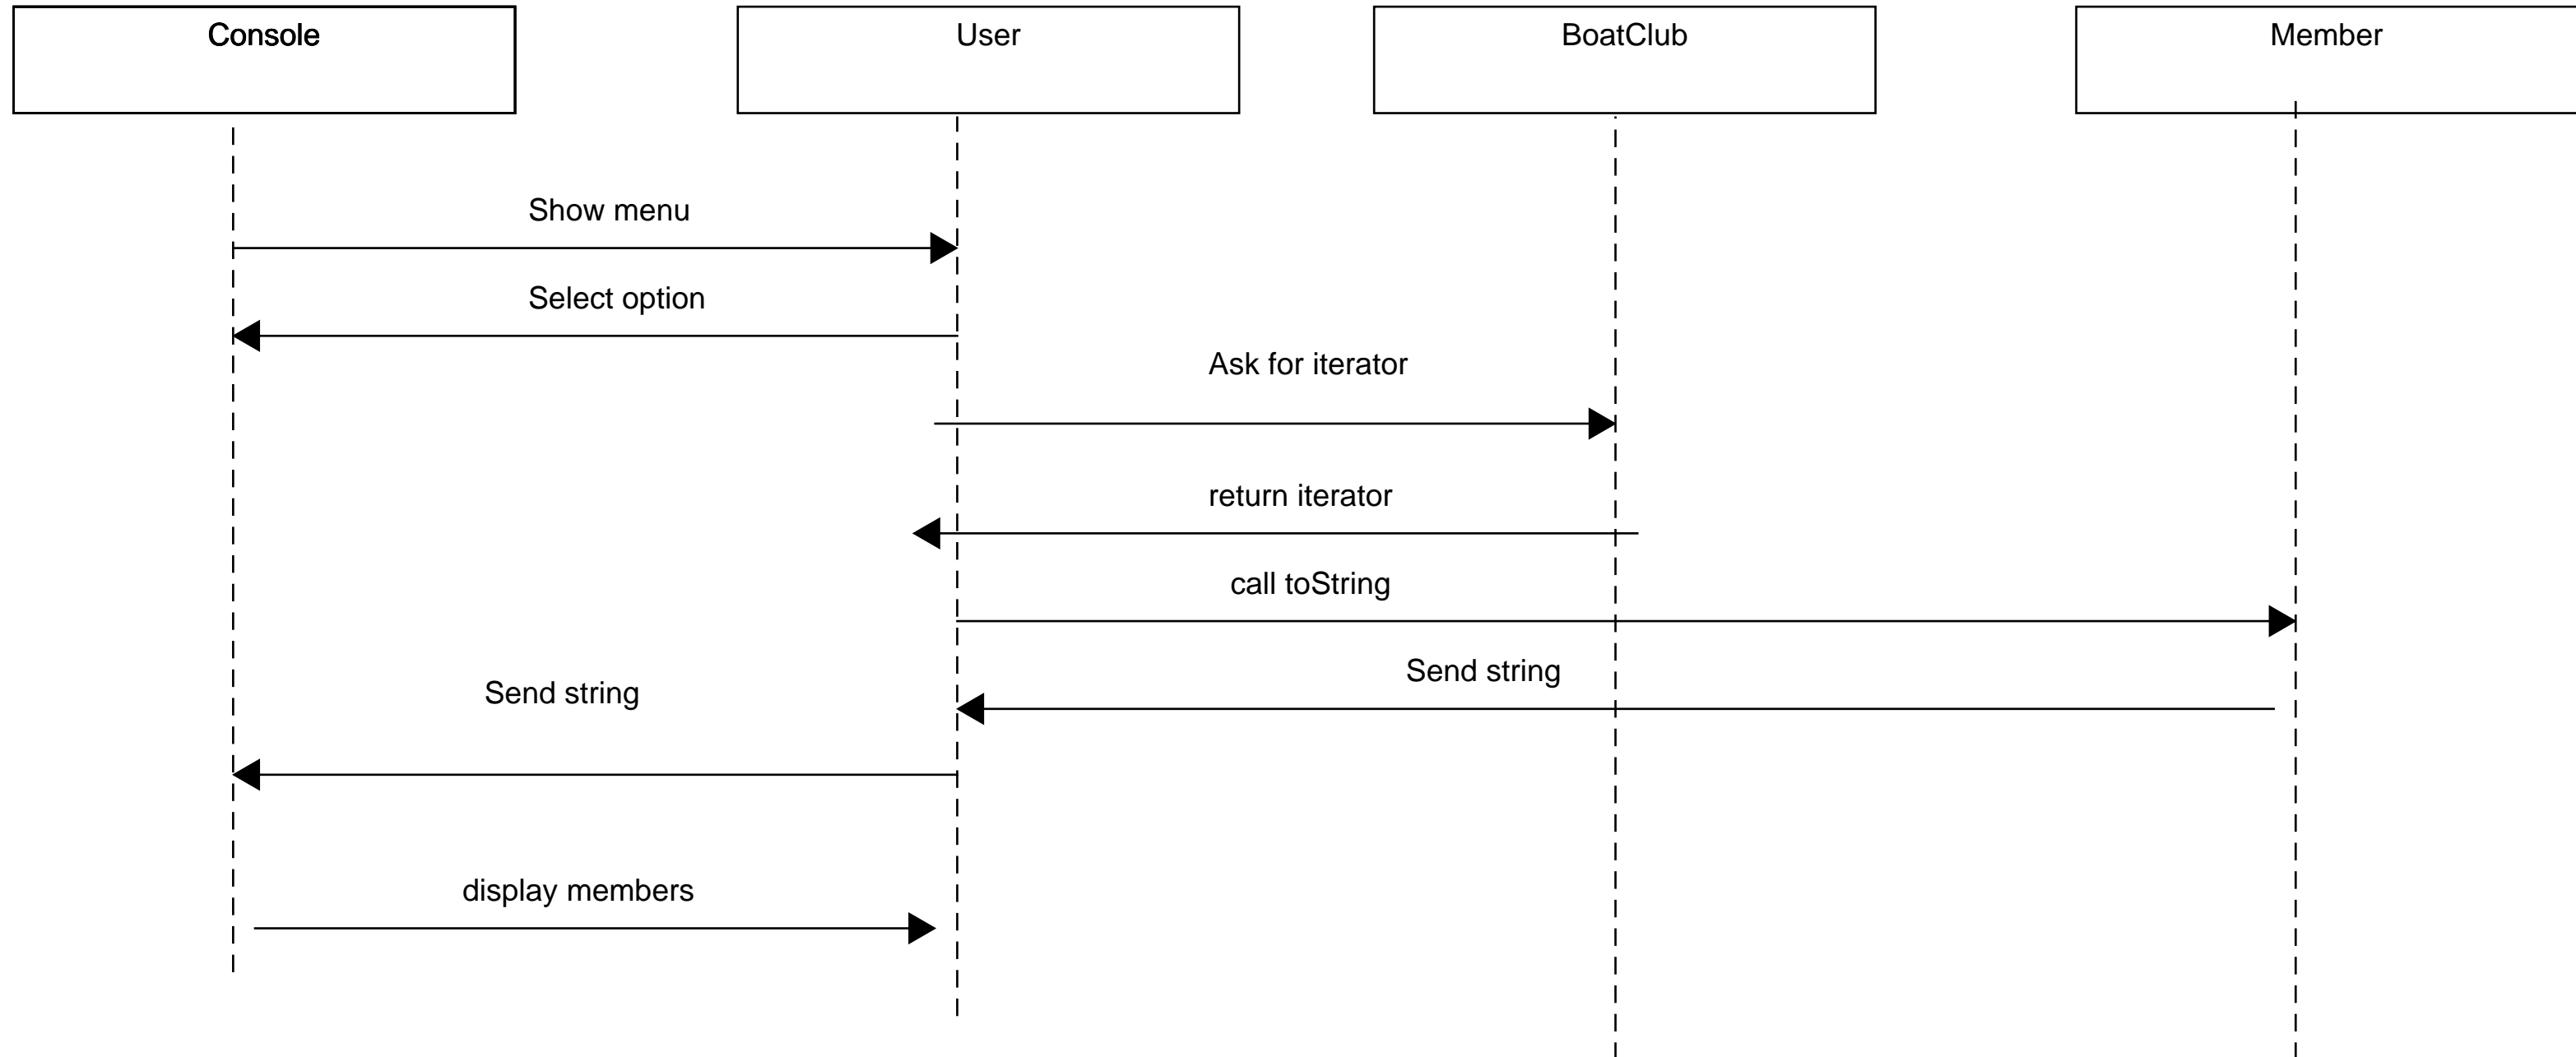 Console
User
BoatClub
Member
Show menu
Select option
Ask for iterator
return iterator
call toString
Send string
Send string
display members